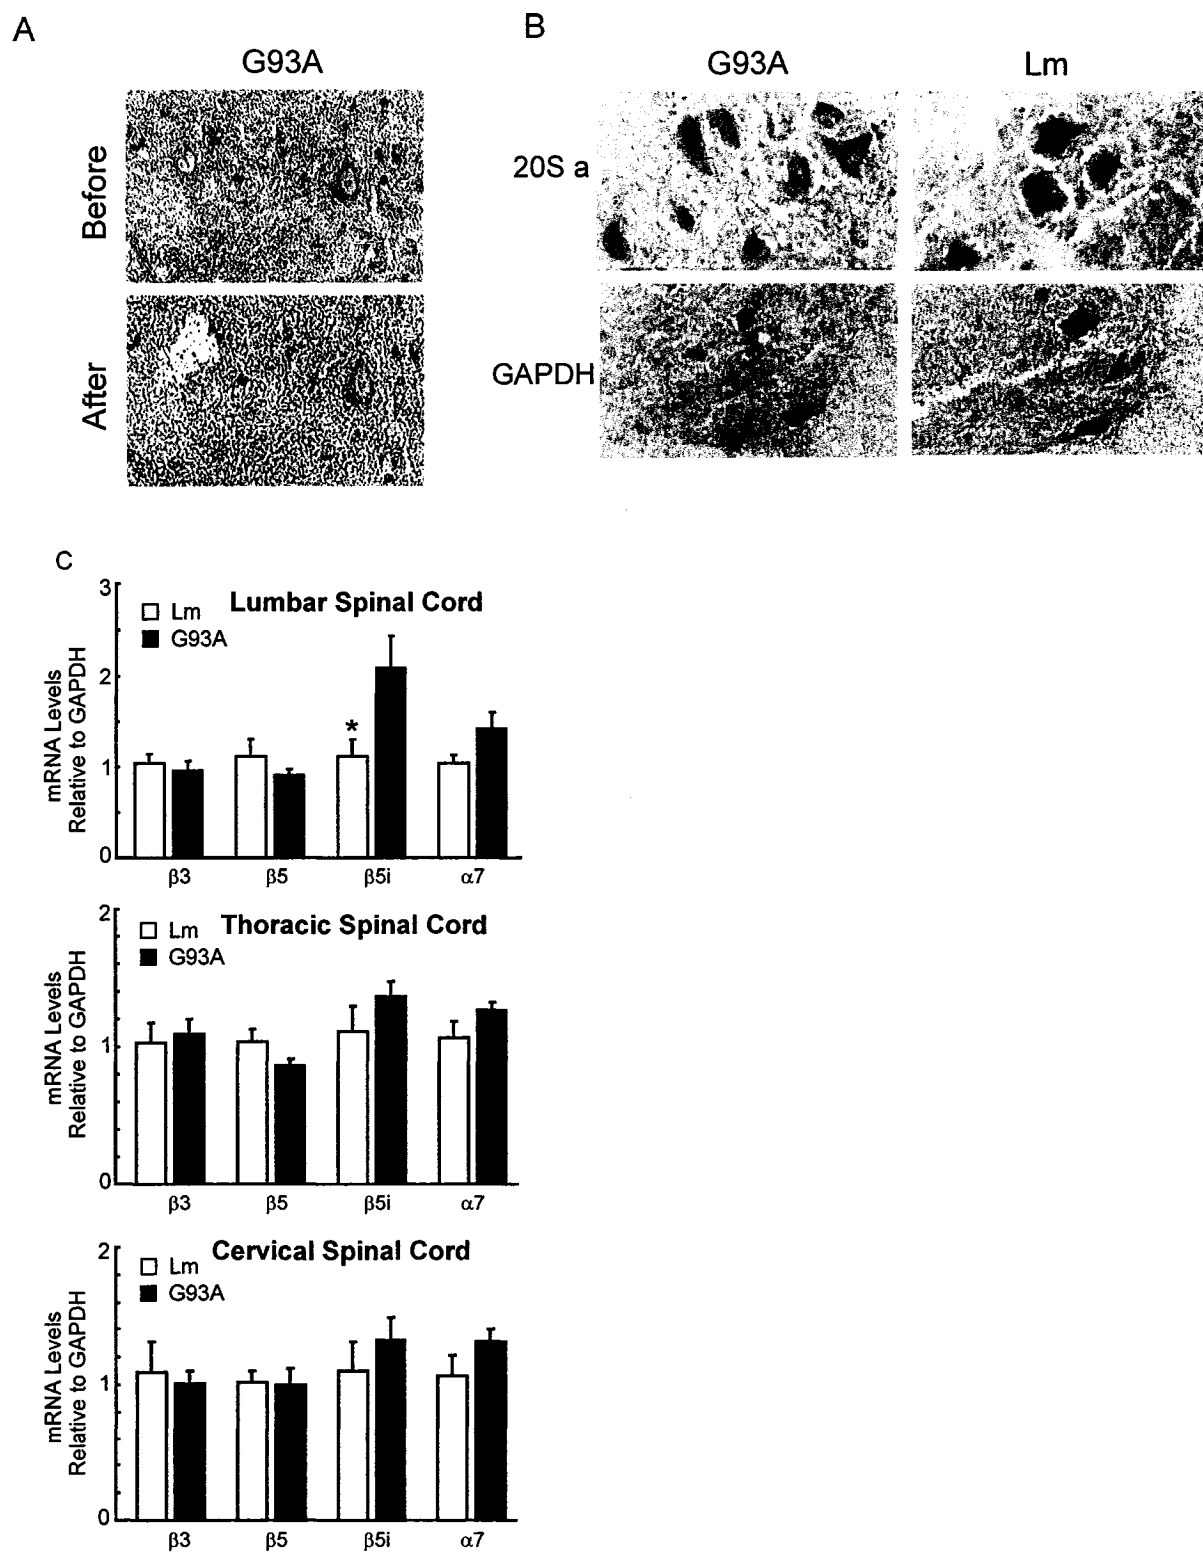 A
G93A
Before
After
B
G93A Lm
20S a
GAPDH
C
Lumbar Spinal Cord
Lm
G93A
mRNA Levels
Relative to GAPDH
3
2
1
0
β3 β5 β5i α7
*
Thoracic Spinal Cord
Lm
G93A
mRNA Levels
Relative to GAPDH
2
1
0
β3 β5 β5i α7
Cervical Spinal Cord
Lm
G93A
mRNA Levels
Relative to GAPDH
2
1
0
β3 β5 β5i α7